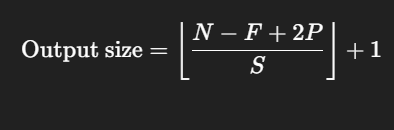 Output size = ⌊(N − F + 2P) / S⌋ + 1